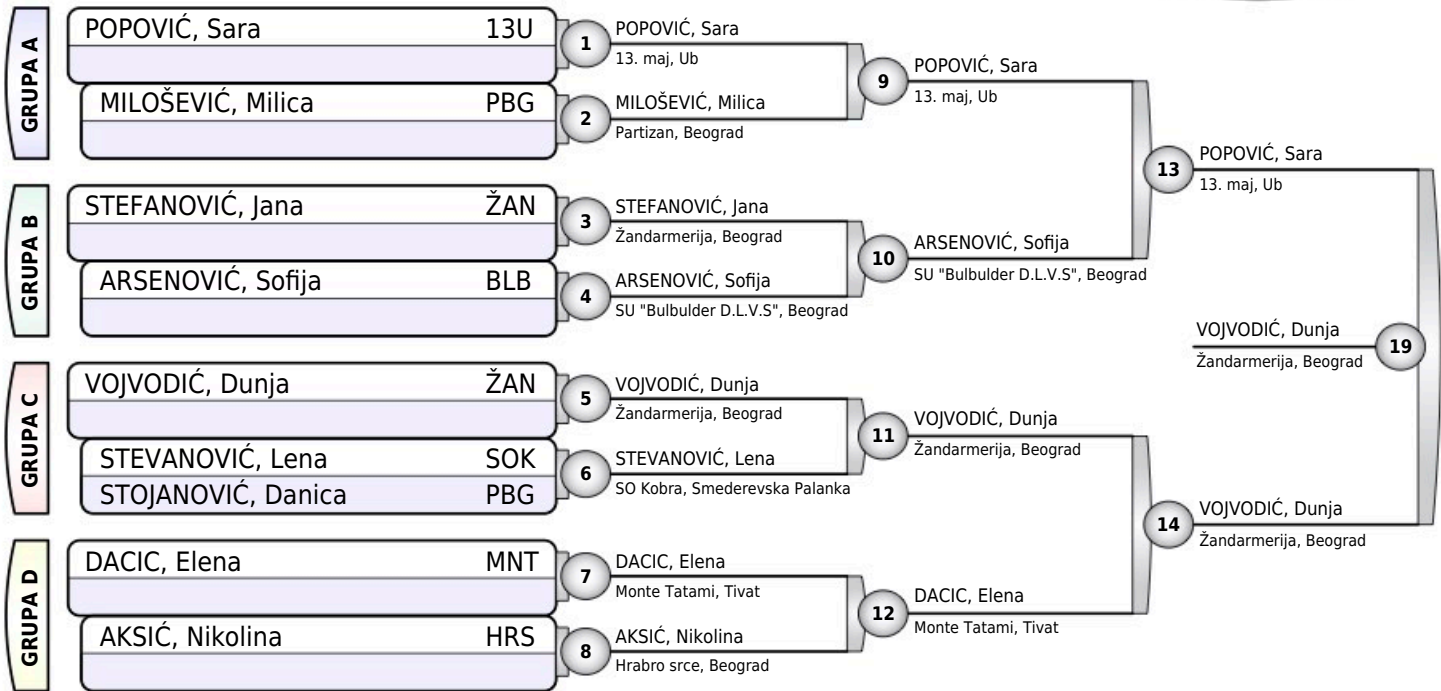 GRUPA A
POPOVIĆ, Sara 13U
MILOŠEVIĆ, Milica PBG
GRUPA B
STEFANOVIĆ, Jana ŽAN
ARSENOVIĆ, Sofija BLB
GRUPA C
VOJVODIĆ, Dunja ŽAN
STEVANOVIĆ, Lena SOK
STOJANOVIĆ, Danica PBG
GRUPA D
DACIC, Elena MNT
AKSIĆ, Nikolina HRS
1
POPOVIĆ, Sara
13. maj, Ub
2
MILOŠEVIĆ, Milica
Partizan, Beograd
3
STEFANOVIĆ, Jana
Žandarmerija, Beograd
4
ARSENOVIĆ, Sofija
SU "Bulbulder D.L.V.S", Beograd
5
VOJVODIĆ, Dunja
Žandarmerija, Beograd
6
STEVANOVIĆ, Lena
SO Kobra, Smederevska Palanka
7
DACIC, Elena
Monte Tatami, Tivat
8
AKSIĆ, Nikolina
Hrabro srce, Beograd
9
POPOVIĆ, Sara
13. maj, Ub
10
ARSENOVIĆ, Sofija
SU "Bulbulder D.L.V.S", Beograd
11
VOJVODIĆ, Dunja
Žandarmerija, Beograd
12
DACIC, Elena
Monte Tatami, Tivat
13
POPOVIĆ, Sara
13. maj, Ub
14
VOJVODIĆ, Dunja
Žandarmerija, Beograd
VOJVODIĆ, Dunja
Žandarmerija, Beograd
19